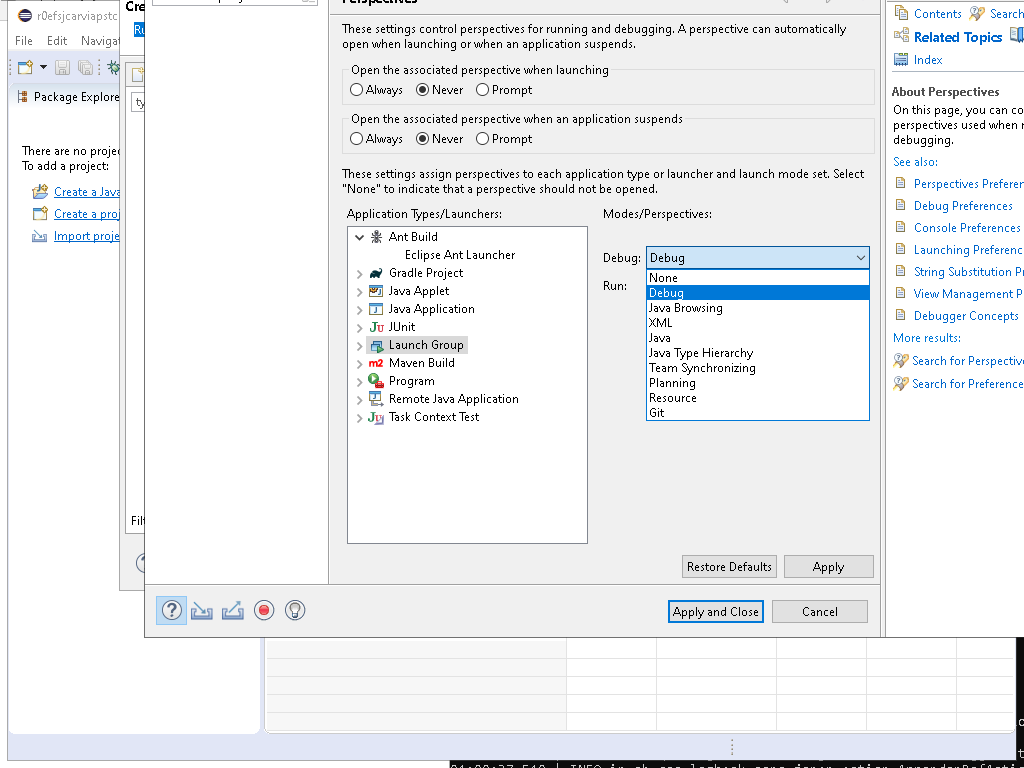 r0efsjcarviapstc
Cre
File Edit Naviga
Package Explore
There are no proje
To add a project:
Create a Java
Create a proj
Import proje
Ru
ty
Perspectives
These settings control perspectives for running and debugging. A perspective can automatically
open when launching or when an application suspends.
Open the associated perspective when launching
Always Never Prompt
Open the associated perspective when an application suspends
Always Never Prompt
These settings assign perspectives to each application type or launcher and launch mode set. Select
"None" to indicate that a perspective should not be opened.
Application Types/Launchers:
Modes/Perspectives:
Ant Build
Eclipse Ant Launcher
Gradle Project
Java Applet
Java Application
JUnit
Launch Group
Maven Build
Program
Remote Java Application
Task Context Test
Debug: Debug
Run:
None
Debug
Java Browsing
XML
Java
Java Type Hierarchy
Team Synchronizing
Planning
Resource
Git
Filt
Restore Defaults Apply
Apply and Close Cancel
Contents Search
Related Topics
Index
About Perspectives
On this page, you can co
perspectives used when r
debugging.
See also:
Perspectives Preferer
Debug Preferences
Console Preferences
Launching Preferenc
String Substitution Pr
View Management P
Debugger Concepts
More results:
Search for Perspective
Search for Preference